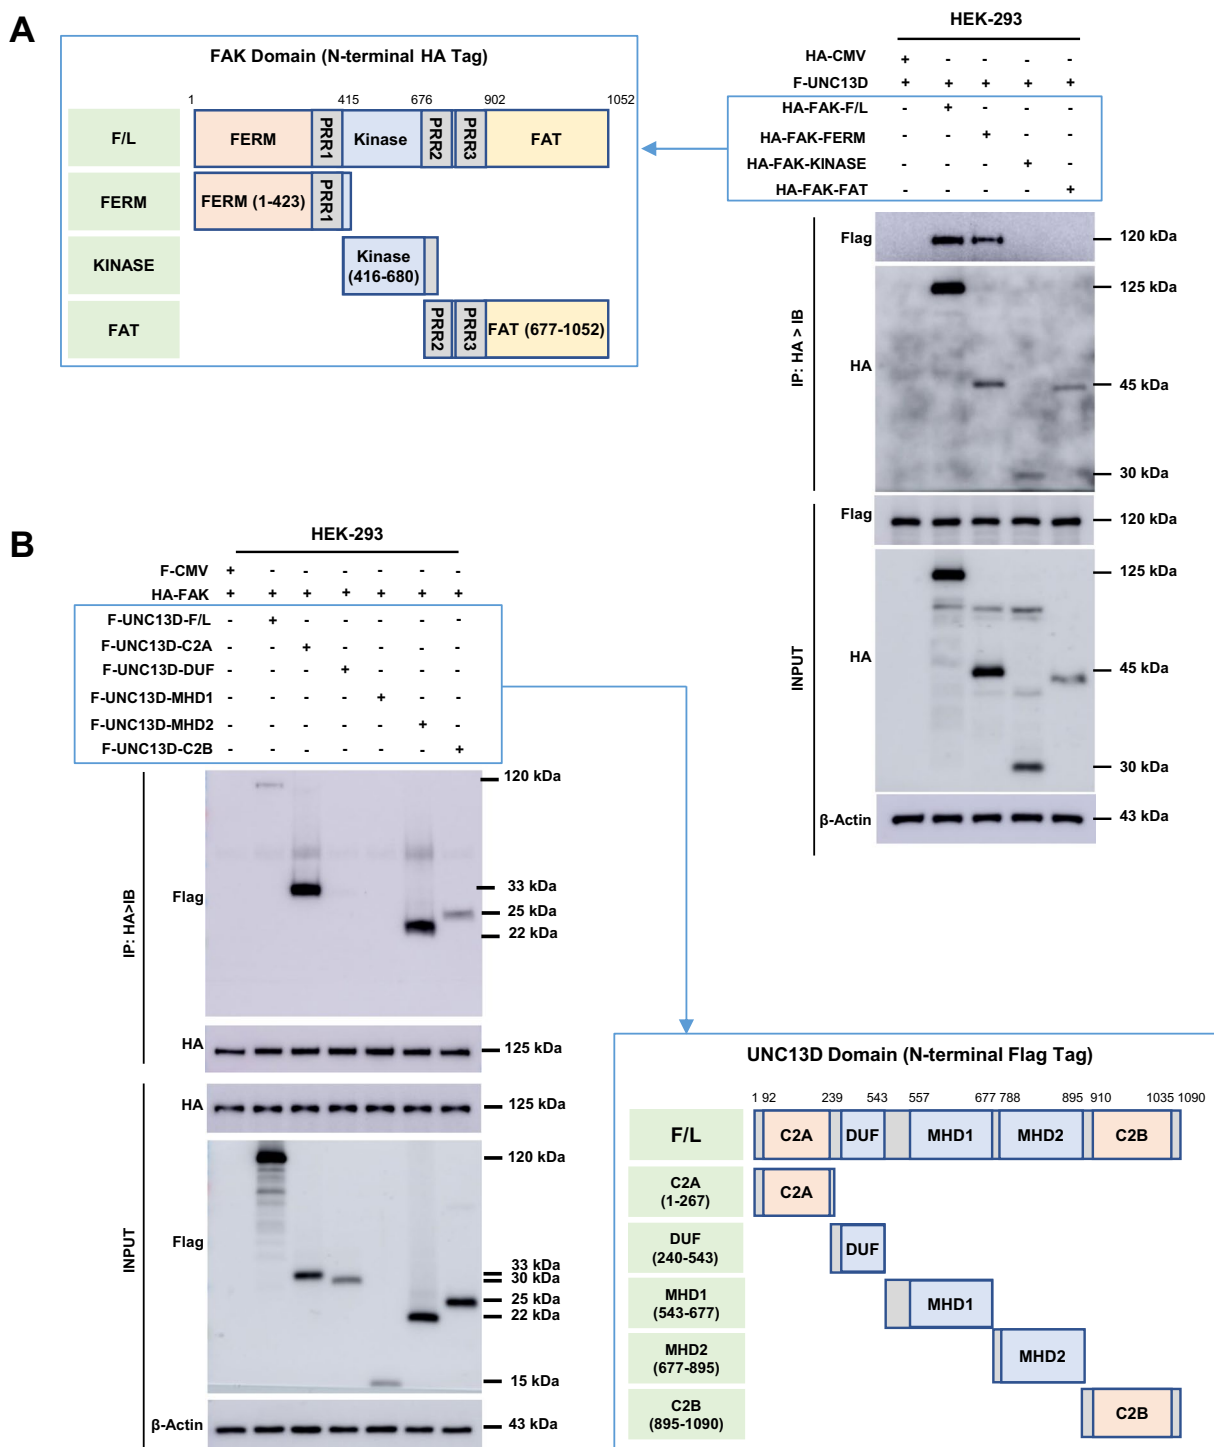 A
FAK Domain (N-terminal HA Tag)
1 415 676 902 1052
F/L FERM PRR1 Kinase PRR2 PRR3 FAT
FERM FERM (1-423) PRR1
KINASE Kinase
(416-680)
FAT PRR2 PRR3 FAT (677-1052)
HEK-293
HA-CMV + - - - -
F-UNC13D + + + + +
HA-FAK-F/L - + - - -
HA-FAK-FERM - - + - -
HA-FAK-KINASE - - - + -
HA-FAK-FAT - - - - +
IP: HA > IB
Flag 120 kDa
125 kDa
HA
45 kDa
30 kDa
INPUT
Flag 120 kDa
125 kDa
HA
45 kDa
30 kDa
β-Actin 43 kDa
B
HEK-293
F-CMV + - - - - - -
HA-FAK + + + + + + +
F-UNC13D-F/L - + - - - - -
F-UNC13D-C2A - - + - - - -
F-UNC13D-DUF - - - + - - -
F-UNC13D-MHD1 - - - - + - -
F-UNC13D-MHD2 - - - - - + -
F-UNC13D-C2B - - - - - - +
IP: HA>IB
120 kDa
33 kDa
Flag
25 kDa
22 kDa
HA 125 kDa
INPUT
HA 125 kDa
120 kDa
Flag
33 kDa
30 kDa
25 kDa
22 kDa
15 kDa
β-Actin 43 kDa
UNC13D Domain (N-terminal Flag Tag)
1 92 239 543 557 677 788 895 910 1035 1090
F/L C2A DUF MHD1 MHD2 C2B
C2A
(1-267)
C2A
DUF
(240-543)
DUF
MHD1
(543-677)
MHD1
MHD2
(677-895)
MHD2
C2B
(895-1090)
C2B